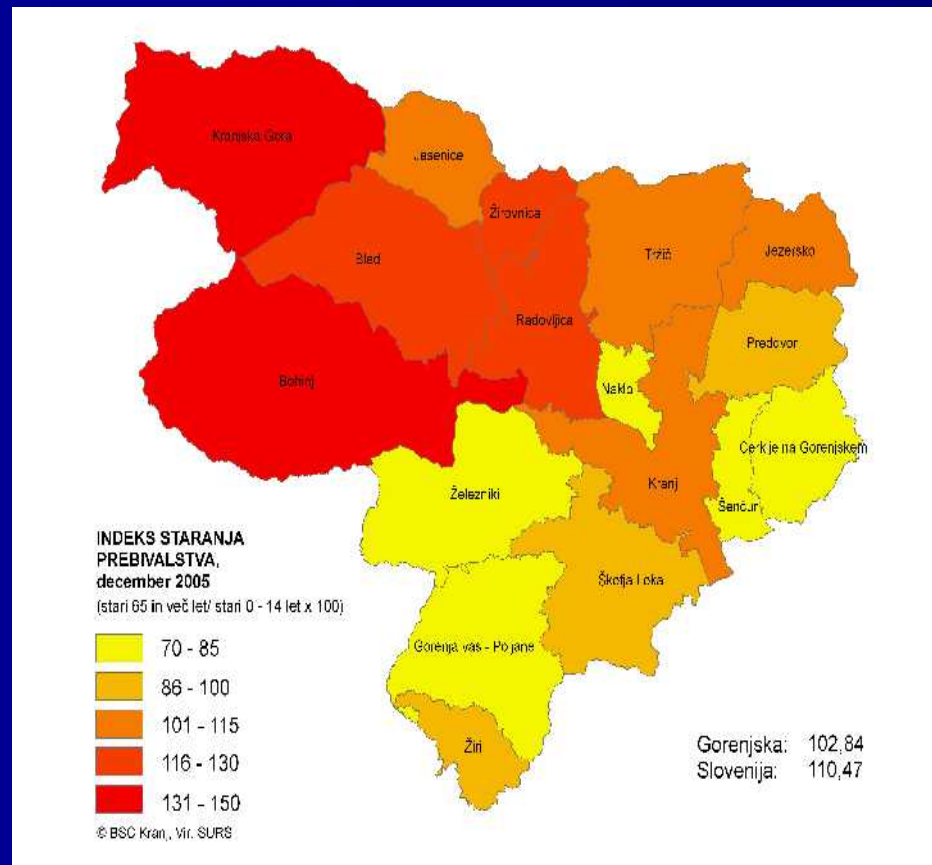 Kranjska Gora
Jesenice
Žirovnica
Tržič
Jezersko
Bled
Radovljica
Predovor
Bohinj
Naklo
Cerklje na Gorenjskem
Železniki
Kranj
Šenčur
INDEKS STARANJA
PREBIVALSTVA,
december 2005
(stari 65 in več let/ stari 0 - 14 let x 100)
Škofja Loka
70 - 85
Gorenja vas - Poljane
86 - 100
101 - 115
Žiri
116 - 130
131 - 150
Gorenjska: 102,84
Slovenija: 110,47
© BSC Kranj, Vir: SURS